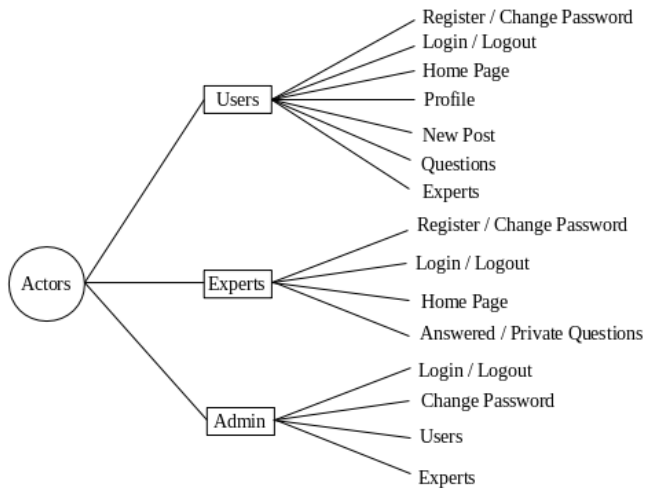 Register / Change Password
Login / Logout
Home Page
Users
Profile
New Post
Questions
Experts
Register / Change Password
Login / Logout
Actors
Experts
Home Page
Answered / Private Questions
Login / Logout
Change Password
Admin
Users
Experts